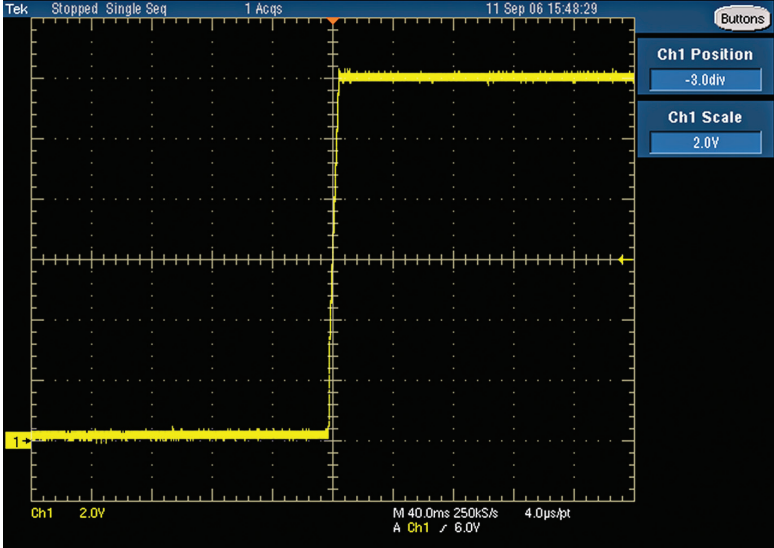 Tek Stopped Single Seq 1 Acqs 11 Sep 06 15:48:29
Buttons
Ch1 Position
-3.0div
Ch1 Scale
2.0V
1
Ch1 2.0V M 40.0ms 250kS/s 4.0µs/pt
A Ch1 ∕ 6.0V